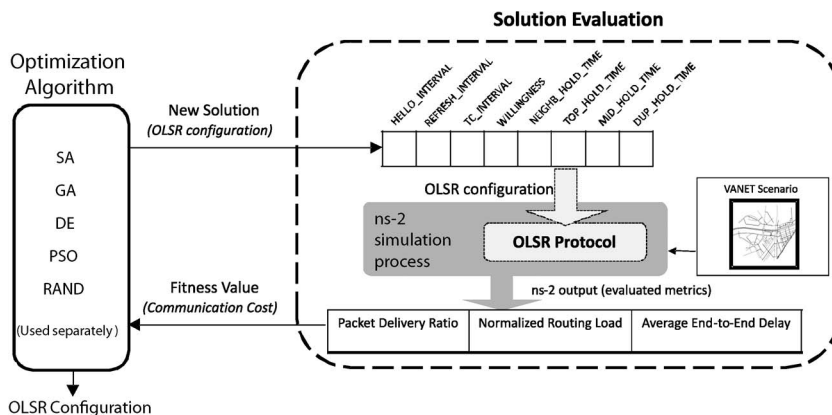 Solution Evaluation
Optimization
Algorithm
SA
GA
DE
PSO
RAND
(Used separately)
OLSR Configuration
New Solution
(OLSR configuration)
HELLO_INTERVAL
REFRESH_INTERVAL
TC_INTERVAL
WILLINGNESS
NEIGHB_HOLD_TIME
TOP_HOLD_TIME
MID_HOLD_TIME
DUP_HOLD_TIME
OLSR configuration
VANET Scenario
ns-2
simulation
process
OLSR Protocol
ns-2 output (evaluated metrics)
Fitness Value
(Communication Cost)
Packet Delivery Ratio
Normalized Routing Load
Average End-to-End Delay